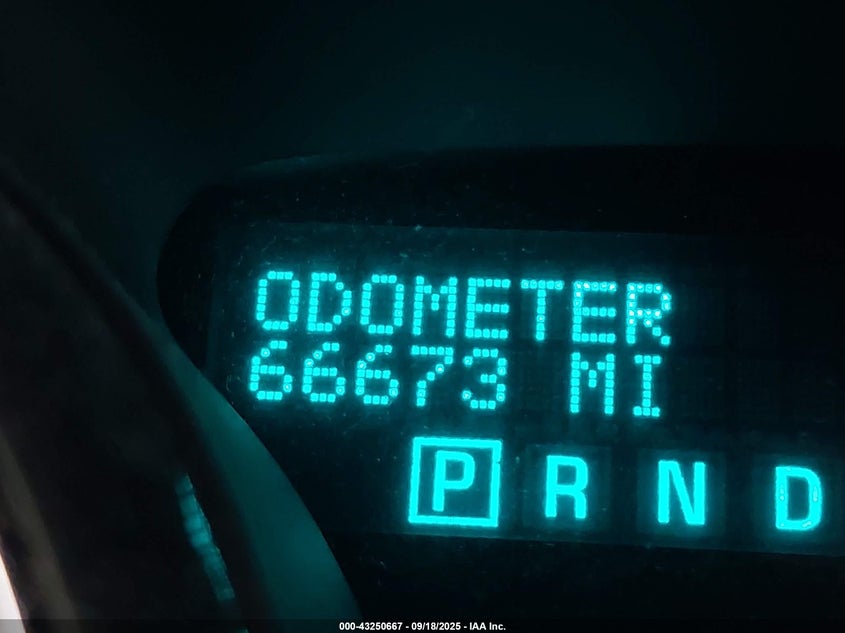 ODOMETER
66673 MI
P R N D
000-43250667 - 09/18/2025 - IAA Inc.